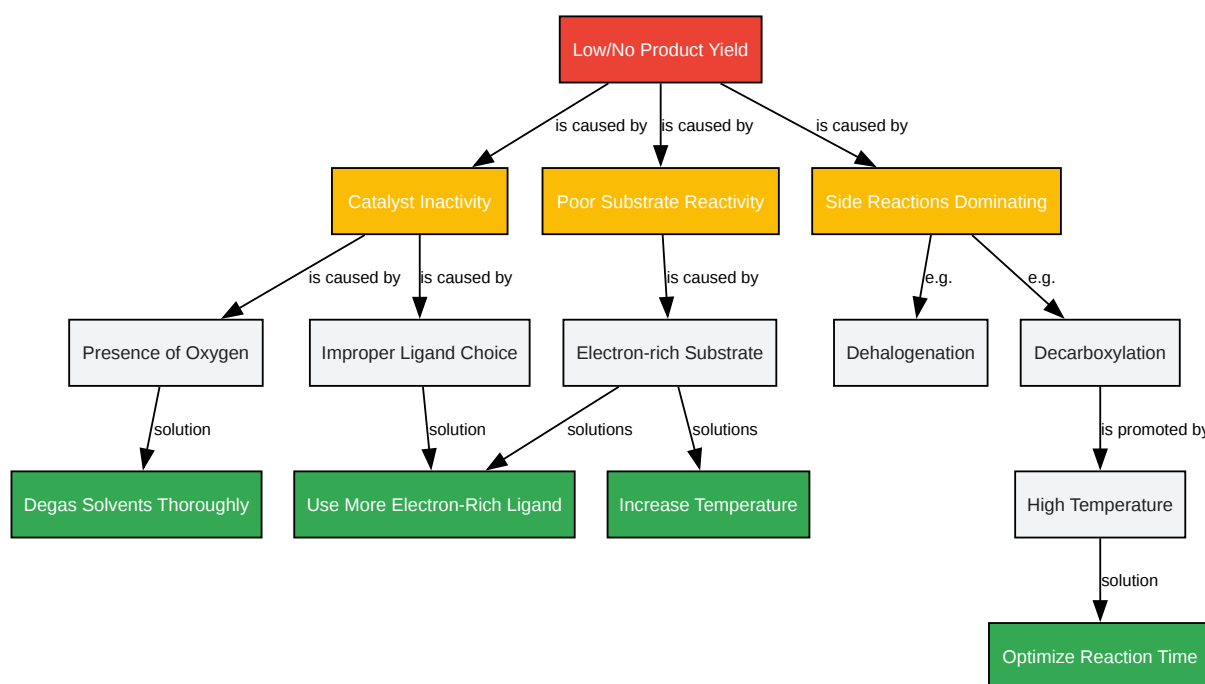 Low/No Product Yield
is caused by
is caused by
is caused by
Catalyst Inactivity
Poor Substrate Reactivity
Side Reactions Dominating
is caused by
is caused by
is caused by
e.g.
e.g.
Presence of Oxygen
Improper Ligand Choice
Electron-rich Substrate
Dehalogenation
Decarboxylation
solution
solution
solutions
solutions
is promoted by
Degas Solvents Thoroughly
Use More Electron-Rich Ligand
Increase Temperature
High Temperature
solution
Optimize Reaction Time